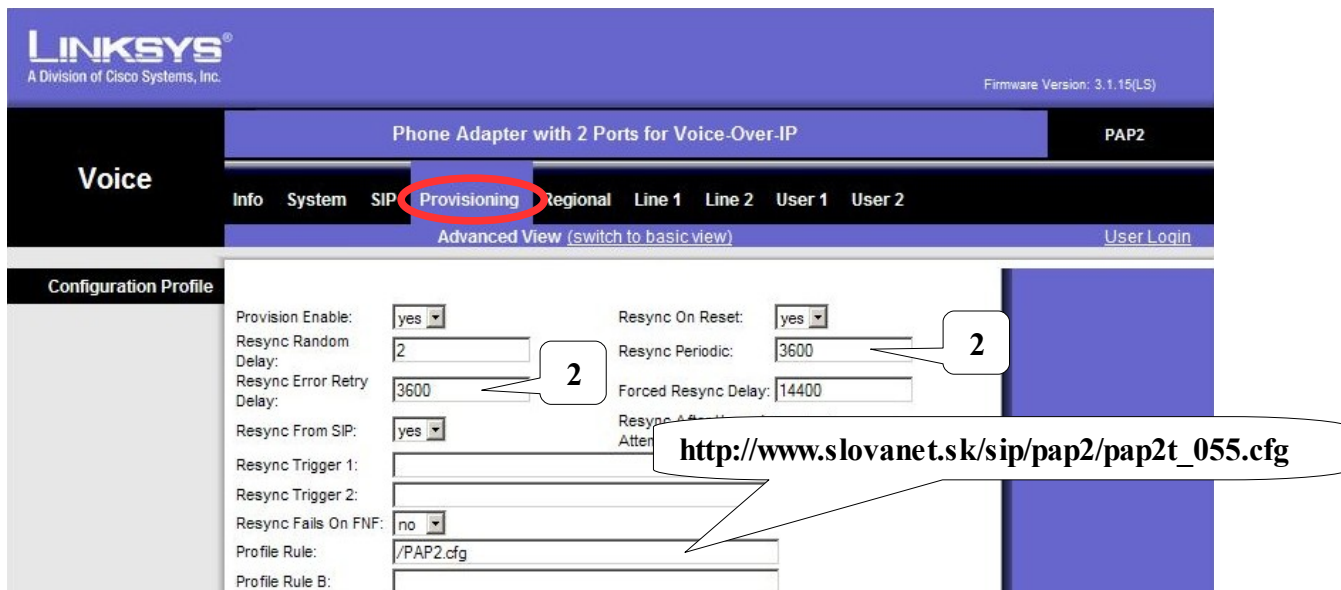 LINKSYS®
A Division of Cisco Systems, Inc.
Firmware Version: 3.1.15(LS)
Phone Adapter with 2 Ports for Voice-Over-IP
PAP2
Voice
Info System SIP Provisioning Regional Line 1 Line 2 User 1 User 2
Advanced View (switch to basic view)
User Login
Configuration Profile
Provision Enable: yes Resync On Reset: yes
Resync Random Delay: 2 Resync Periodic: 3600
2
Resync Error Retry Delay: 3600 Forced Resync Delay: 14400
2
Resync From SIP: yes Resync
http://www.slovanet.sk/sip/pap2/pap2t_055.cfg
Resync Trigger 1:
Resync Trigger 2:
Resync Fails On FNF: no
Profile Rule: /PAP2.cfg
Profile Rule B: